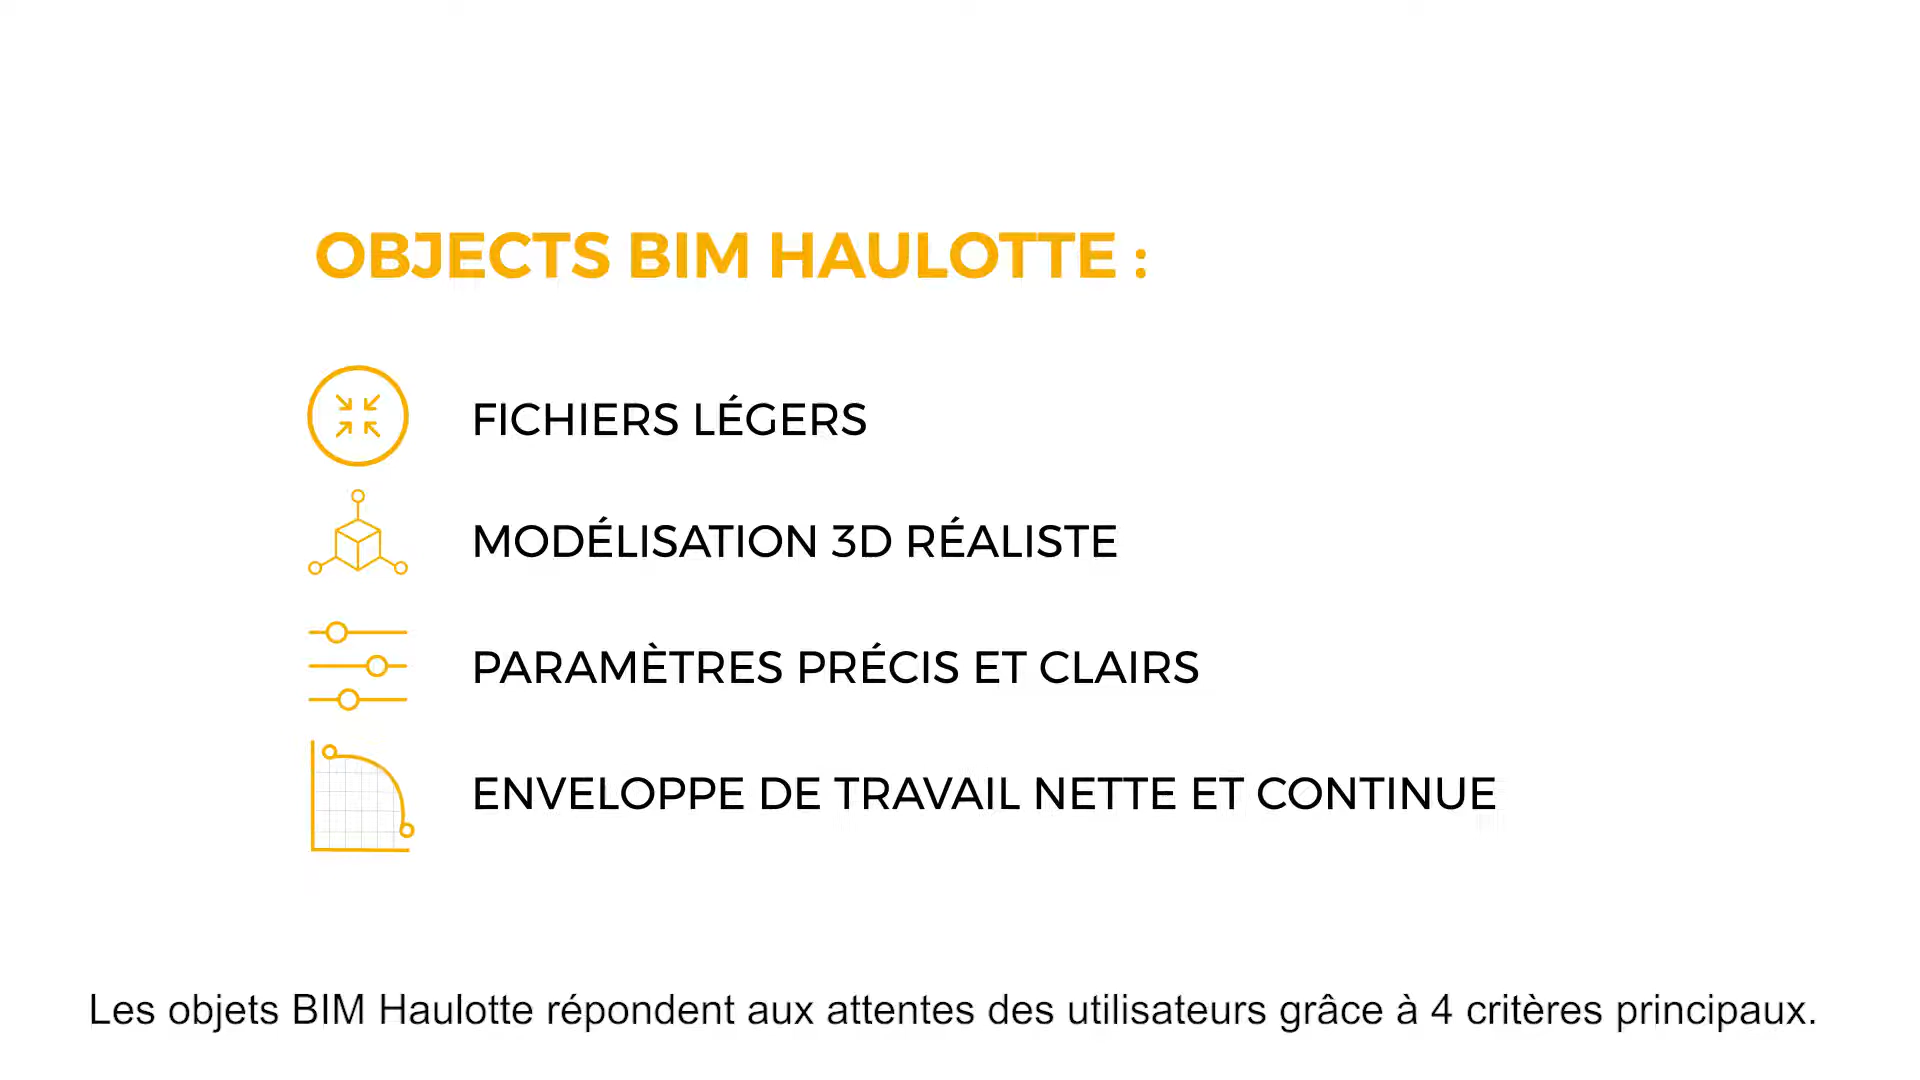 OBJECTS BIM HAULOTTE :
FICHIERS LÉGERS
MODÉLISATION 3D RÉALISTE
PARAMÈTRES PRÉCIS ET CLAIRS
ENVELOPPE DE TRAVAIL NETTE ET CONTINUE
Les objets BIM Haulotte répondent aux attentes des utilisateurs grâce à 4 critères principaux.